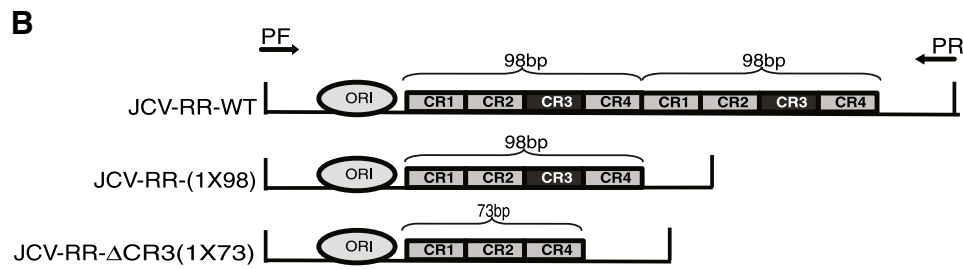 B
PF
PR
98bp 98bp
JCV-RR-WT ORI CR1 CR2 CR3 CR4 CR1 CR2 CR3 CR4
98bp
JCV-RR-(1X98) ORI CR1 CR2 CR3 CR4
73bp
JCV-RR-ΔCR3(1X73) ORI CR1 CR2 CR4